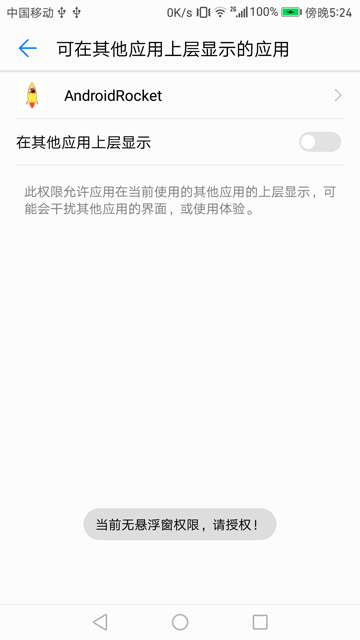 中国移动 0K/s 2G 100% 傍晚5:24
可在其他应用上层显示的应用
AndroidRocket
在其他应用上层显示
此权限允许应用在当前使用的其他应用的上层显示，可
能会干扰其他应用的界面，或使用体验。
当前无悬浮窗权限，请授权！